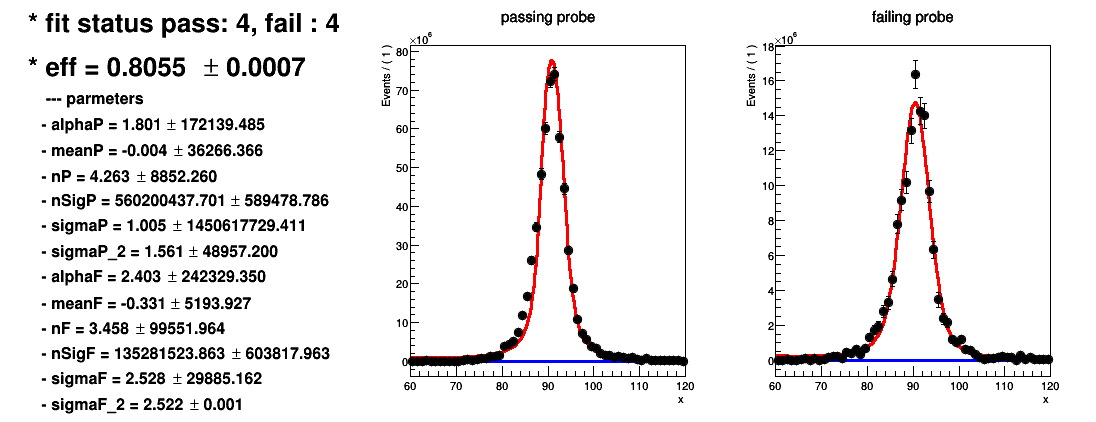 * fit status pass: 4, fail : 4
* eff = 0.8055 ± 0.0007
--- parmeters
- alphaP = 1.801 ± 172139.485
- meanP = -0.004 ± 36266.366
- nP = 4.263 ± 8852.260
- nSigP = 560200437.701 ± 589478.786
- sigmaP = 1.005 ± 1450617729.411
- sigmaP_2 = 1.561 ± 48957.200
- alphaF = 2.403 ± 242329.350
- meanF = -0.331 ± 5193.927
- nF = 3.458 ± 99551.964
- nSigF = 135281523.863 ± 603817.963
- sigmaF = 2.528 ± 29885.162
- sigmaF_2 = 2.522 ± 0.001
passing probe
×10⁶
Events / ( 1 )
80
70
60
50
40
30
20
10
0
60 70 80 90 100 110 120
x
failing probe
×10⁶
Events / ( 1 )
18
16
14
12
10
8
6
4
2
0
60 70 80 90 100 110 120
x